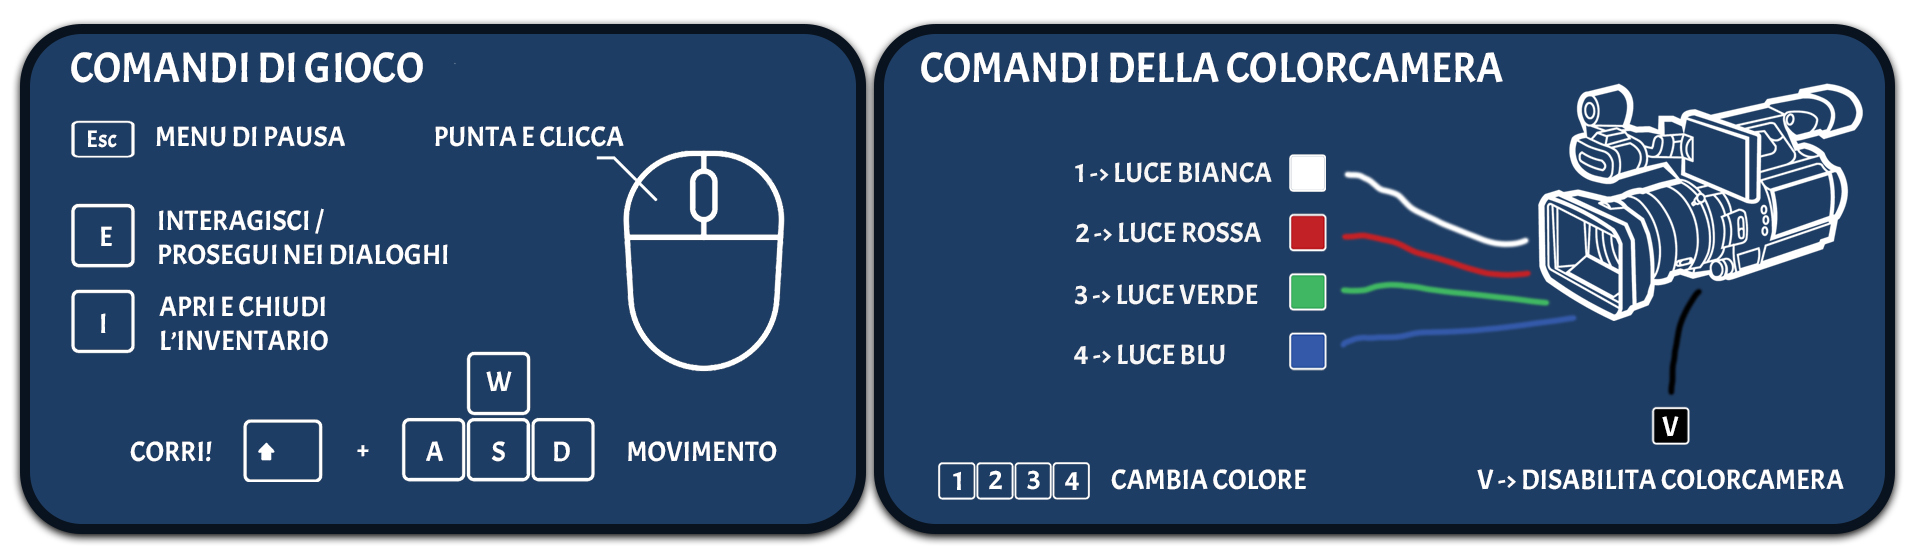 COMANDI DI GIOCO
Esc MENU DI PAUSA
PUNTA E CLICCA
E INTERAGISCI /
PROSEGUI NEI DIALOGHI
I APRI E CHIUDI
L'INVENTARIO
W
CORRI! + A S D MOVIMENTO
COMANDI DELLA COLORCAMERA
1 -> LUCE BIANCA
2 -> LUCE ROSSA
3 -> LUCE VERDE
4 -> LUCE BLU
V
1 2 3 4 CAMBIA COLORE
V -> DISABILITA COLORCAMERA